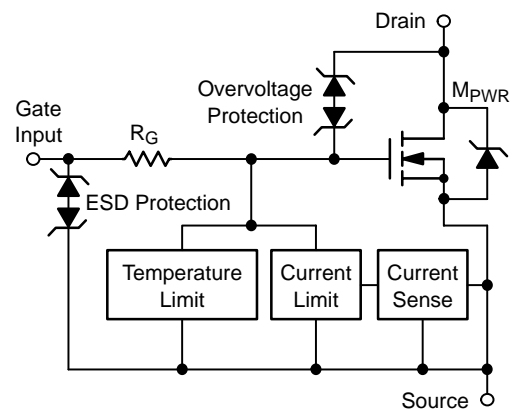 Drain
Overvoltage
Protection
MPWR
Gate
Input
RG
ESD Protection
Temperature
Limit
Current
Limit
Current
Sense
Source